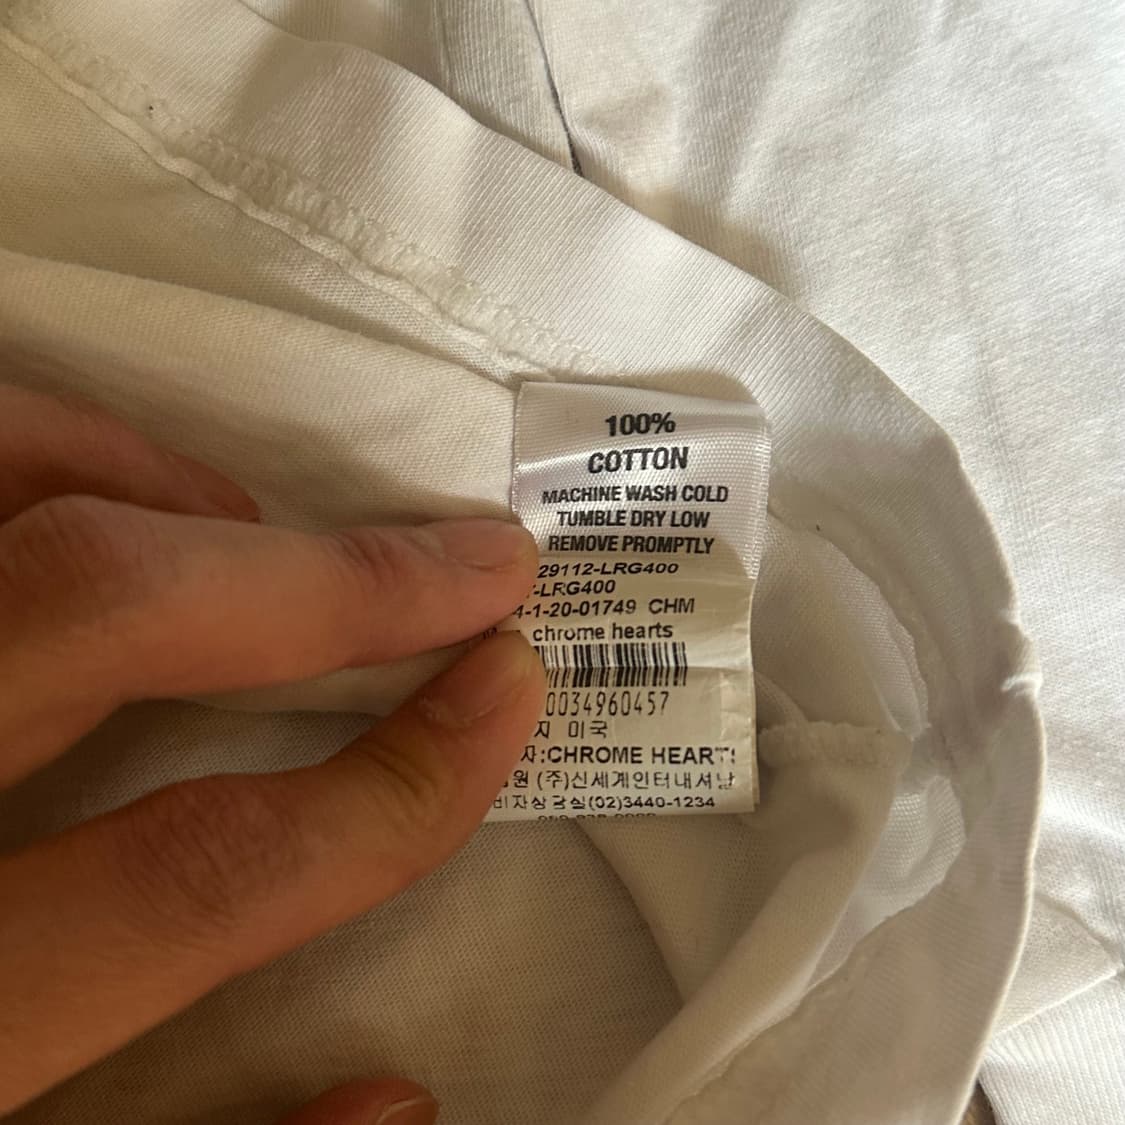 100%
COTTON
MACHINE WASH COLD
TUMBLE DRY LOW
REMOVE PROMPTLY
29112-LRG400
-LRG400
4-1-20-01749 CHM
chrome hearts
0034960457
지 미국
자:CHROME HEARTS
원 (주)신세계인터내셔날
비자상담실(02)3440-1234